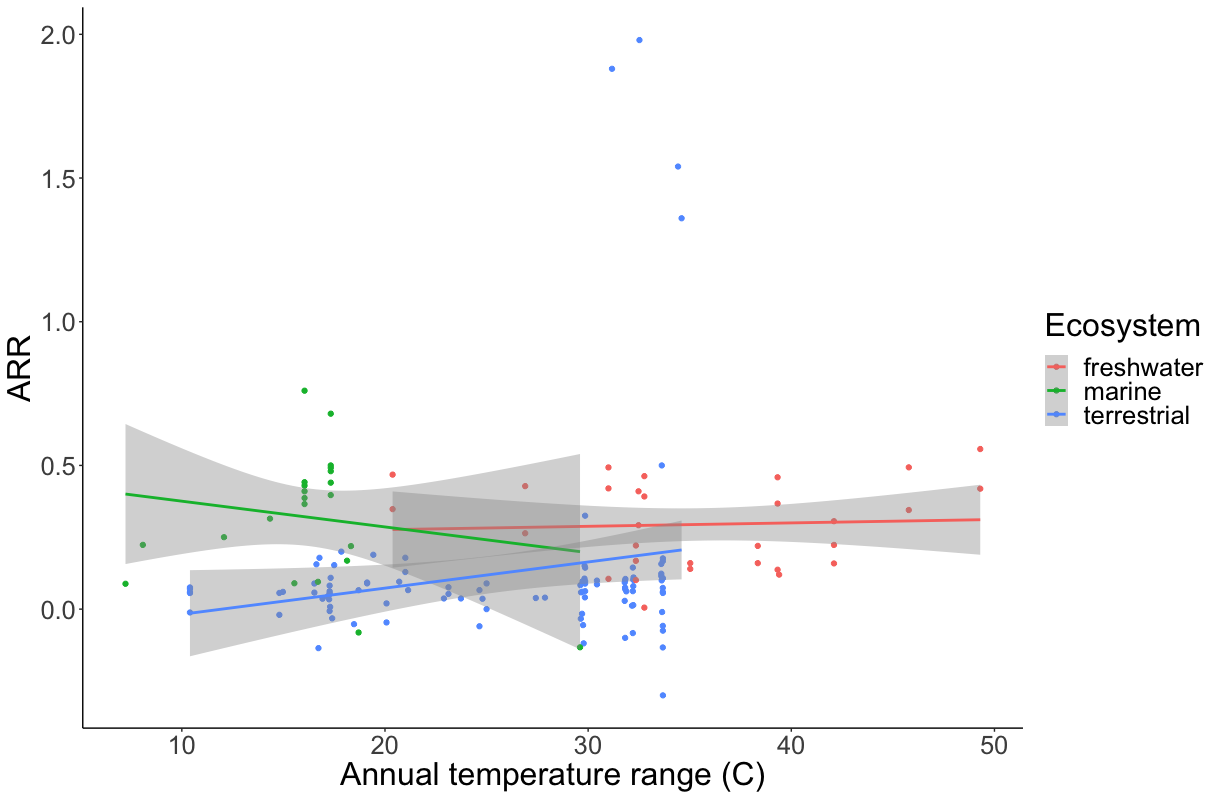 2.0
1.5
1.0
0.5
0.0
ARR
10 20 30 40 50
Annual temperature range (C)
Ecosystem
freshwater
marine
terrestrial